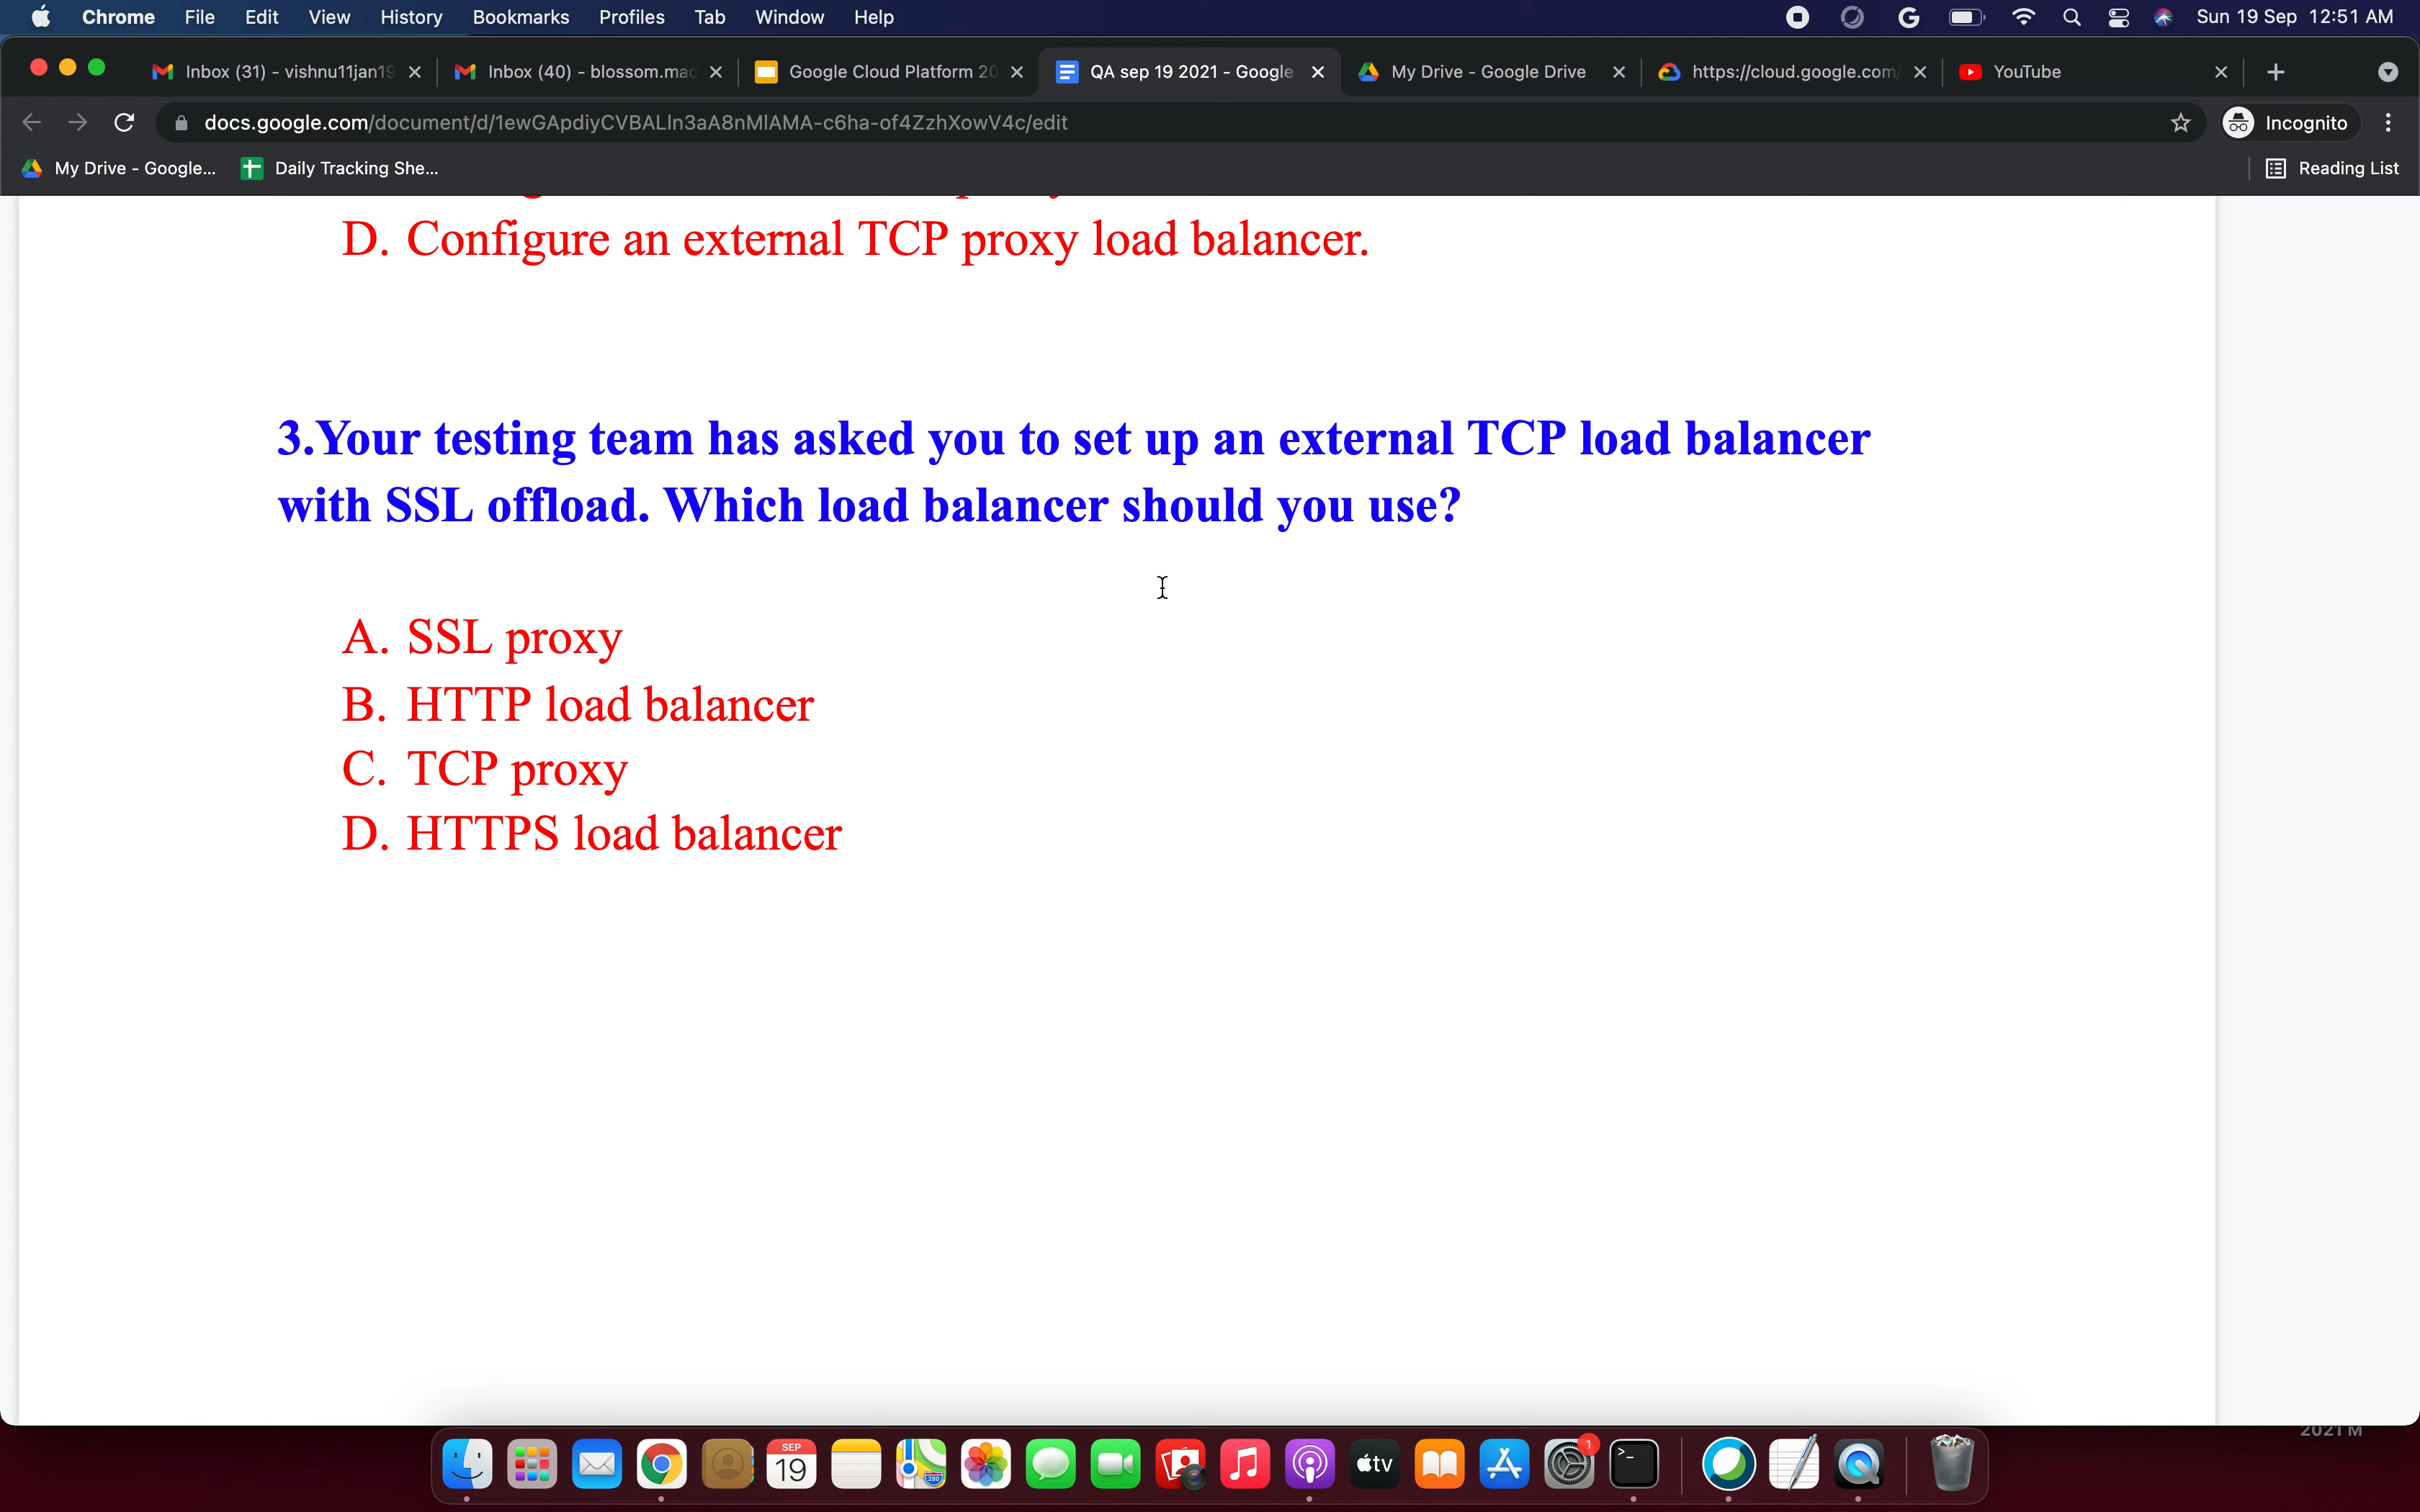 Chrome File Edit View History Bookmarks Profiles Tab Window Help Sun 19 Sep 12:51 AM
Inbox (31) - vishnu11jan19 Inbox (40) - blossom.mac Google Cloud Platform 20 QA sep 19 2021 - Google My Drive - Google Drive https://cloud.google.com/ YouTube
docs.google.com/document/d/1ewGApdiyCVBALln3aA8nMlAMA-c6ha-of4ZzhXowV4c/edit Incognito
My Drive - Google... Daily Tracking She... Reading List
D. Configure an external TCP proxy load balancer.
3.Your testing team has asked you to set up an external TCP load balancer
with SSL offload. Which load balancer should you use?
A. SSL proxy
B. HTTP load balancer
C. TCP proxy
D. HTTPS load balancer
SEP
19
280
tv
1